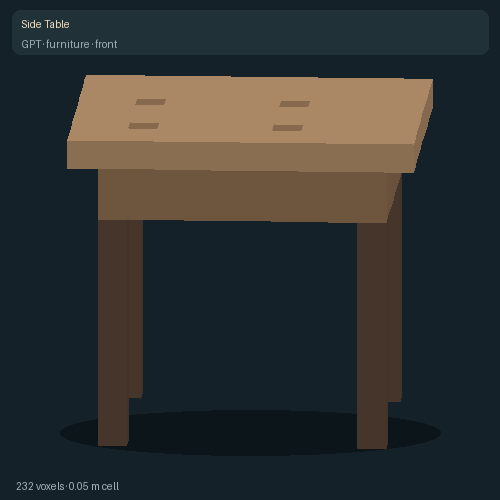 Side Table
GPT · furniture · front
232 voxels · 0.05 m cell